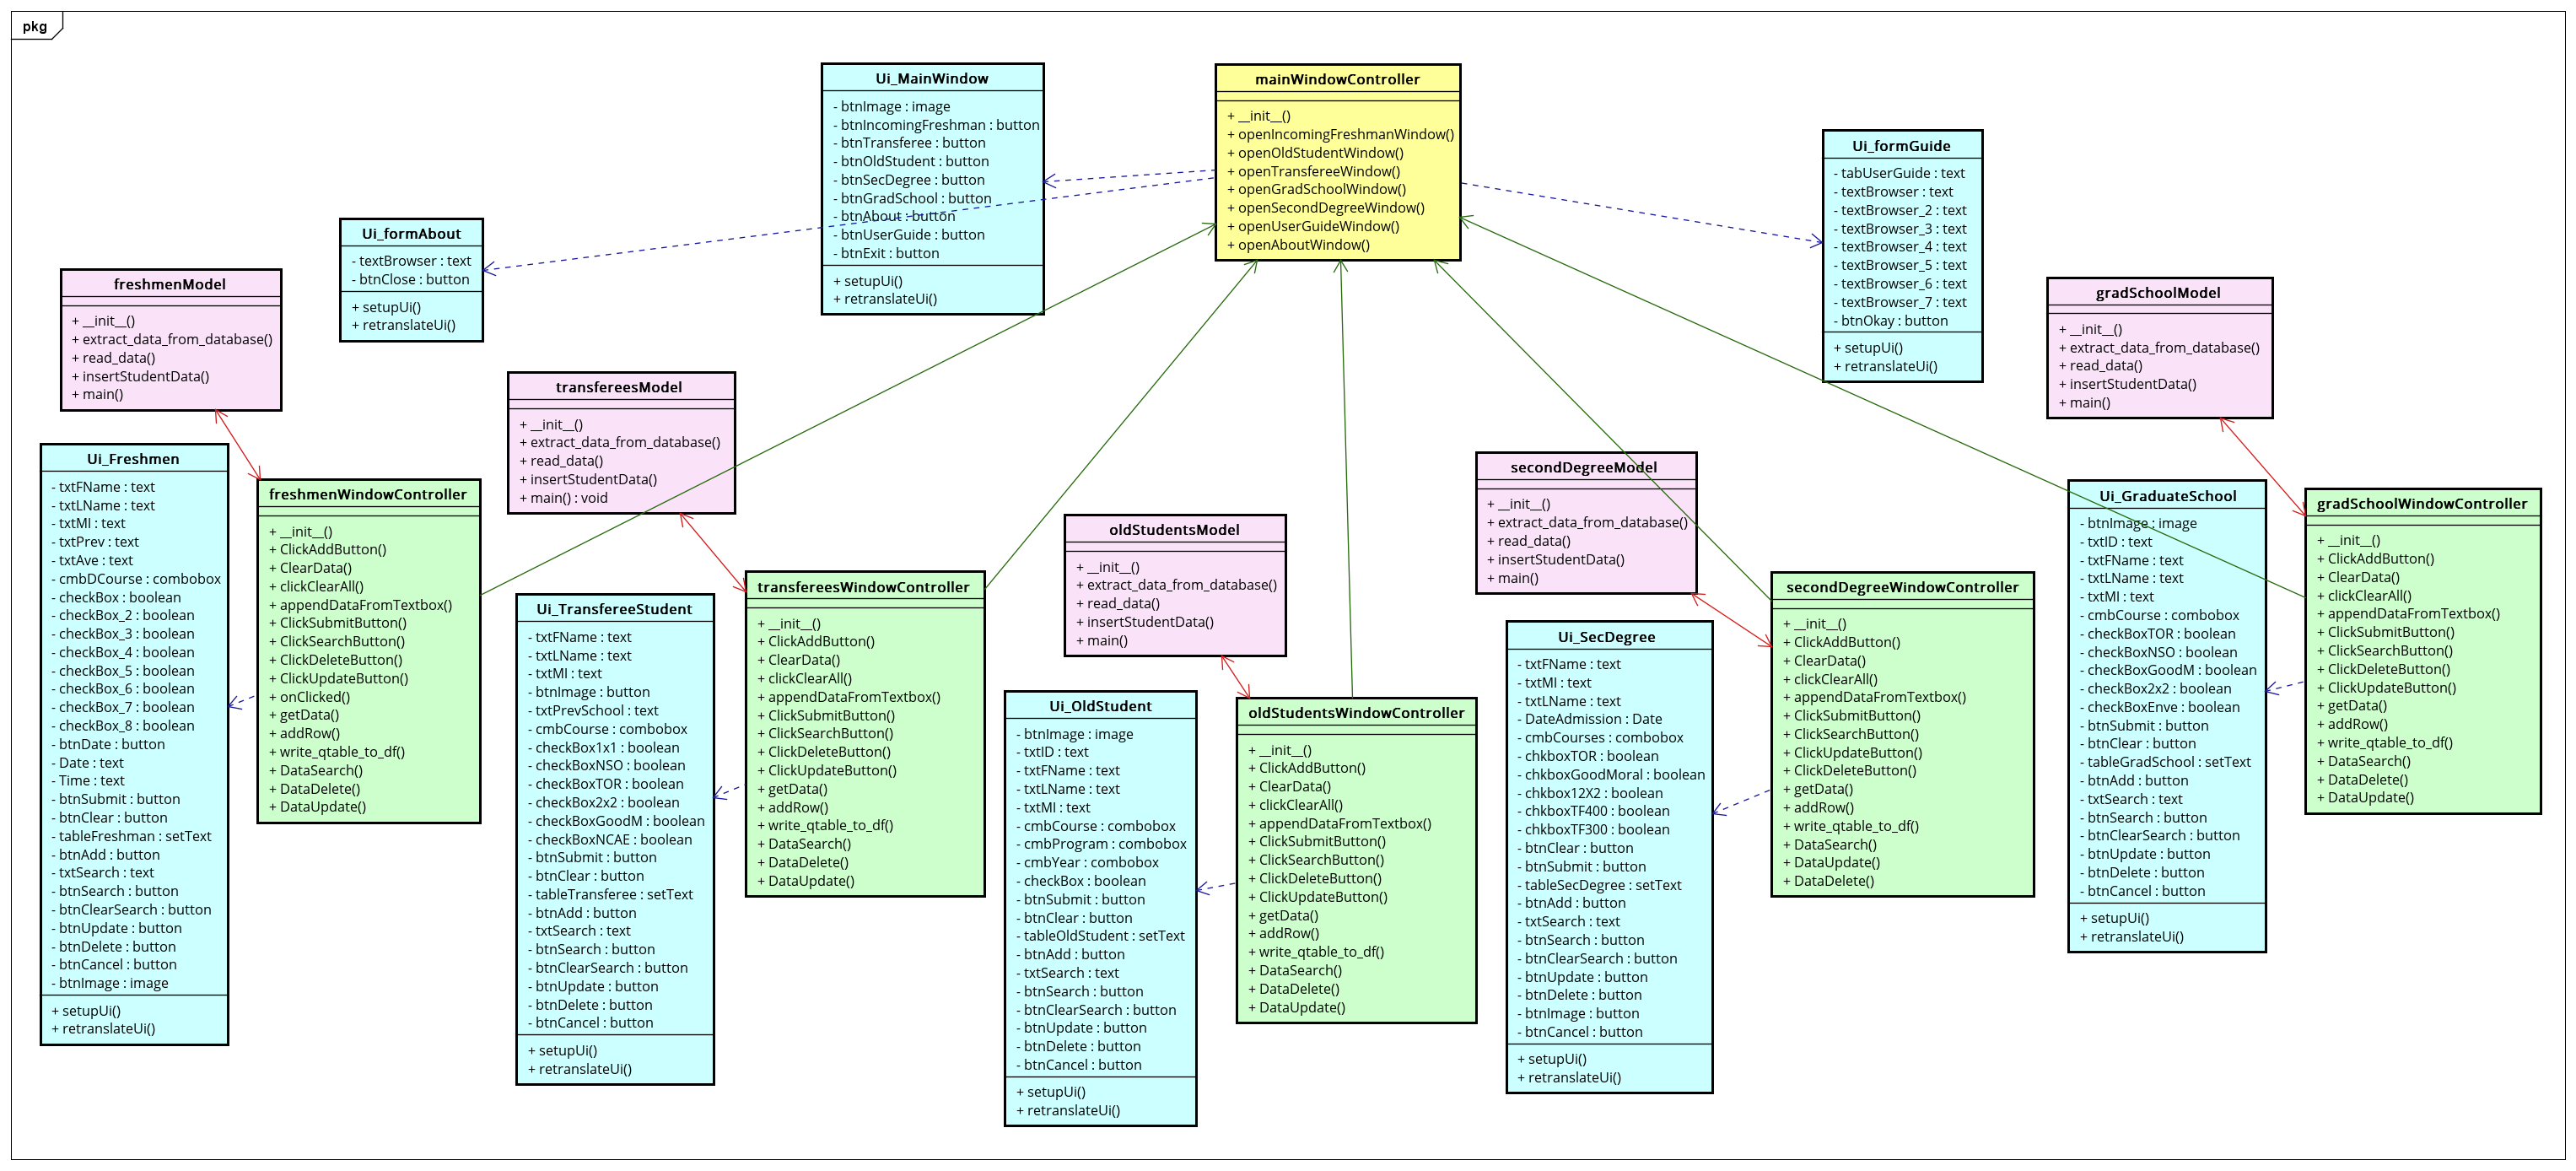 pkg
Ui_MainWindow
- btnImage : image
- btnIncomingFreshman : button
- btnTransferee : button
- btnOldStudent : button
- btnSecDegree : button
- btnGradSchool : button
- btnAbout : button
- btnUserGuide : button
- btnExit : button
+ setupUi()
+ retranslateUi()
mainWindowController
+ __init__()
+ openIncomingFreshmanWindow()
+ openOldStudentWindow()
+ openTransfereeWindow()
+ openGradSchoolWindow()
+ openSecondDegreeWindow()
+ openUserGuideWindow()
+ openAboutWindow()
Ui_formGuide
- tabUserGuide : text
- textBrowser : text
- textBrowser_2 : text
- textBrowser_3 : text
- textBrowser_4 : text
- textBrowser_5 : text
- textBrowser_6 : text
- textBrowser_7 : text
- btnOkay : button
+ setupUi()
+ retranslateUi()
Ui_formAbout
- textBrowser : text
- btnClose : button
+ setupUi()
+ retranslateUi()
freshmenModel
+ __init__()
+ extract_data_from_database()
+ read_data()
+ insertStudentData()
+ main()
gradSchoolModel
+ __init__()
+ extract_data_from_database()
+ read_data()
+ insertStudentData()
+ main()
transfereesModel
+ __init__()
+ extract_data_from_database()
+ read_data()
+ insertStudentData()
+ main() : void
Ui_Freshmen
- txtFName : text
- txtLName : text
- txtMI : text
- txtPrev : text
- txtAve : text
- cmbDCourse : combobox
- checkBox : boolean
- checkBox_2 : boolean
- checkBox_3 : boolean
- checkBox_4 : boolean
- checkBox_5 : boolean
- checkBox_6 : boolean
- checkBox_7 : boolean
- checkBox_8 : boolean
- btnDate : button
- Date : text
- Time : text
- btnSubmit : button
- btnClear : button
- tableFreshman : setText
- btnAdd : button
- txtSearch : text
- btnSearch : button
- btnClearSearch : button
- btnUpdate : button
- btnDelete : button
- btnCancel : button
- btnImage : image
+ setupUi()
+ retranslateUi()
freshmenWindowController
+ __init__()
+ ClickAddButton()
+ ClearData()
+ clickClearAll()
+ appendDataFromTextbox()
+ ClickSubmitButton()
+ ClickSearchButton()
+ ClickDeleteButton()
+ ClickUpdateButton()
+ onClicked()
+ getData()
+ addRow()
+ write_qtable_to_df()
+ DataSearch()
+ DataDelete()
+ DataUpdate()
secondDegreeModel
+ __init__()
+ extract_data_from_database()
+ read_data()
+ insertStudentData()
+ main()
Ui_GraduateSchool
- btnImage : image
- txtID : text
- txtFName : text
- txtLName : text
- txtMI : text
- cmbCourse : combobox
- checkBoxTOR : boolean
- checkBoxNSO : boolean
- checkBoxGoodM : boolean
- checkBox2x2 : boolean
- checkBoxEnve : boolean
- btnSubmit : button
- btnClear : button
- tableGradSchool : setText
- btnAdd : button
- txtSearch : text
- btnSearch : button
- btnClearSearch : button
- btnUpdate : button
- btnDelete : button
- btnCancel : button
+ setupUi()
+ retranslateUi()
gradSchoolWindowController
+ __init__()
+ ClickAddButton()
+ ClearData()
+ clickClearAll()
+ appendDataFromTextbox()
+ ClickSubmitButton()
+ ClickSearchButton()
+ ClickDeleteButton()
+ ClickUpdateButton()
+ getData()
+ addRow()
+ write_qtable_to_df()
+ DataSearch()
+ DataDelete()
+ DataUpdate()
oldStudentsModel
+ __init__()
+ extract_data_from_database()
+ read_data()
+ insertStudentData()
+ main()
Ui_TransfereeStudent
- txtFName : text
- txtLName : text
- txtMI : text
- btnImage : button
- txtPrevSchool : text
- cmbCourse : combobox
- checkBox1x1 : boolean
- checkBoxNSO : boolean
- checkBoxTOR : boolean
- checkBox2x2 : boolean
- checkBoxGoodM : boolean
- checkBoxNCAE : boolean
- btnSubmit : button
- btnClear : button
- tableTransferee : setText
- btnAdd : button
- txtSearch : text
- btnSearch : button
- btnClearSearch : button
- btnUpdate : button
- btnDelete : button
- btnCancel : button
+ setupUi()
+ retranslateUi()
transfereesWindowController
+ __init__()
+ ClickAddButton()
+ ClearData()
+ clickClearAll()
+ appendDataFromTextbox()
+ ClickSubmitButton()
+ ClickSearchButton()
+ ClickDeleteButton()
+ ClickUpdateButton()
+ getData()
+ addRow()
+ write_qtable_to_df()
+ DataSearch()
+ DataDelete()
+ DataUpdate()
Ui_SecDegree
- txtFName : text
- txtMI : text
- txtLName : text
- DateAdmission : Date
- cmbCourses : combobox
- chkboxTOR : boolean
- chkboxGoodMoral : boolean
- chkbox12X2 : boolean
- chkboxTF400 : boolean
- chkboxTF300 : boolean
- btnClear : button
- btnSubmit : button
- tableSecDegree : setText
- btnAdd : button
- txtSearch : text
- btnSearch : button
- btnClearSearch : button
- btnUpdate : button
- btnDelete : button
- btnImage : button
- btnCancel : button
+ setupUi()
+ retranslateUi()
secondDegreeWindowController
+ __init__()
+ ClickAddButton()
+ ClearData()
+ clickClearAll()
+ appendDataFromTextbox()
+ ClickSubmitButton()
+ ClickSearchButton()
+ ClickUpdateButton()
+ ClickDeleteButton()
+ getData()
+ addRow()
+ write_qtable_to_df()
+ DataSearch()
+ DataUpdate()
+ DataDelete()
Ui_OldStudent
- btnImage : image
- txtID : text
- txtFName : text
- txtLName : text
- txtMI : text
- cmbCourse : combobox
- cmbProgram : combobox
- cmbYear : combobox
- checkBox : boolean
- btnSubmit : button
- btnClear : button
- tableOldStudent : setText
- btnAdd : button
- txtSearch : text
- btnSearch : button
- btnClearSearch : button
- btnUpdate : button
- btnDelete : button
- btnCancel : button
+ setupUi()
+ retranslateUi()
oldStudentsWindowController
+ __init__()
+ ClickAddButton()
+ ClearData()
+ clickClearAll()
+ appendDataFromTextbox()
+ ClickSubmitButton()
+ ClickSearchButton()
+ ClickDeleteButton()
+ ClickUpdateButton()
+ getData()
+ addRow()
+ write_qtable_to_df()
+ DataSearch()
+ DataDelete()
+ DataUpdate()